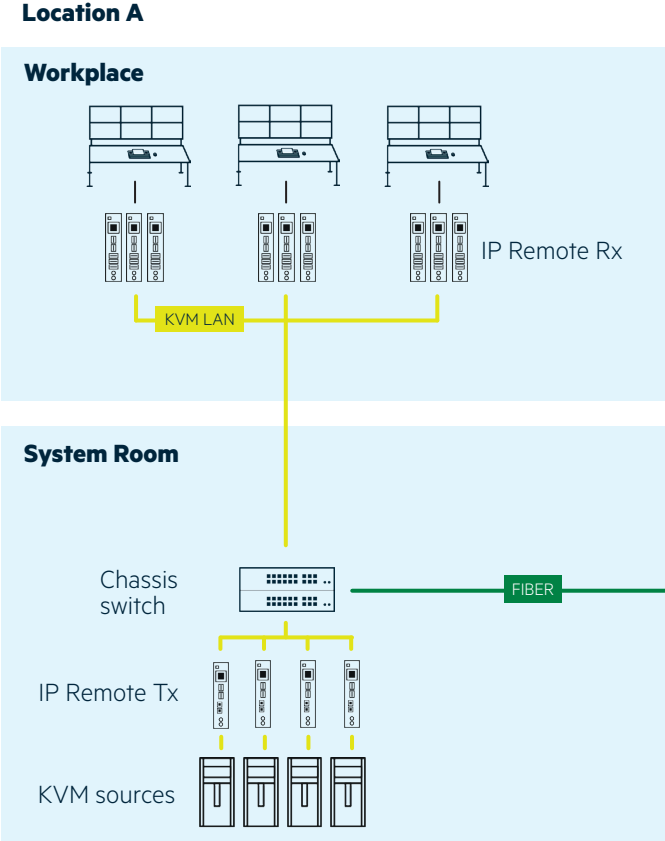 Location A
Workplace
IP Remote Rx
KVM LAN
System Room
Chassis
switch
FIBER
IP Remote Tx
KVM sources